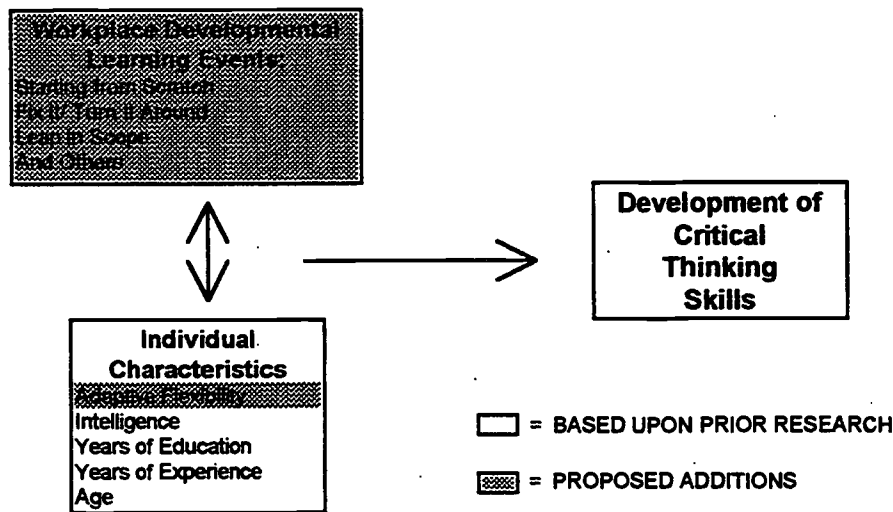 Workplace Developmental
Learning Events:
Starting from Scratch
Fix It/ Turn It Around
Leap in Scope
And Others
Development of
Critical
Thinking
Skills
Individual
Characteristics
Adaptive Flexibility
Intelligence
Years of Education
Years of Experience
Age
= BASED UPON PRIOR RESEARCH
= PROPOSED ADDITIONS